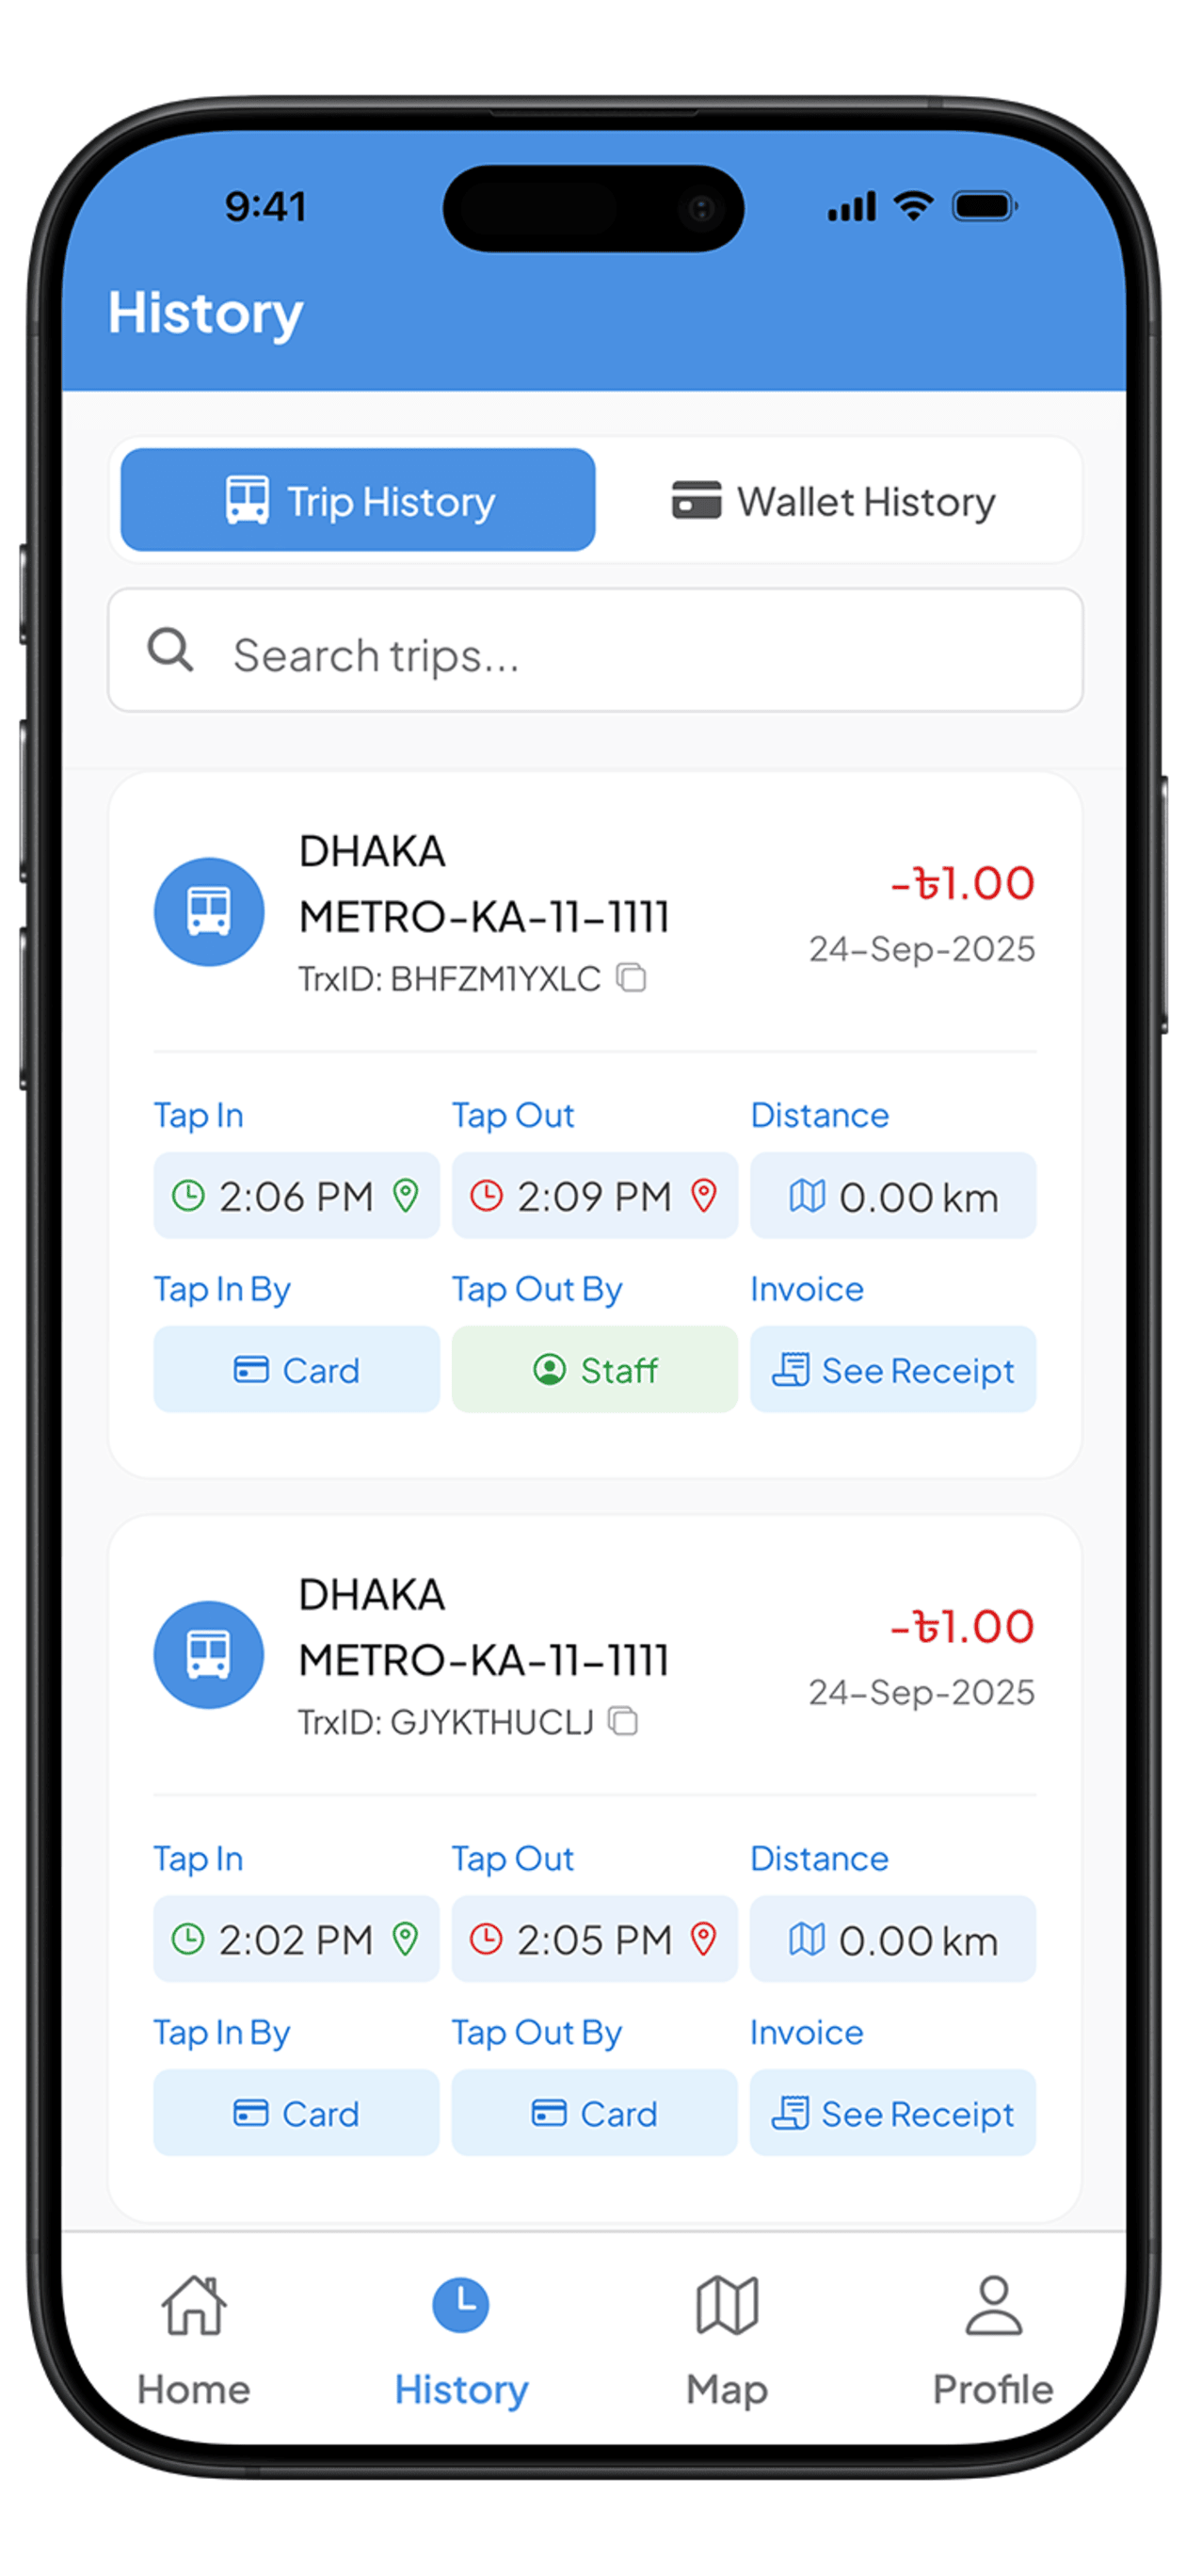 9:41
History
Trip History
Wallet History
Search trips...
DHAKA
METRO-KA-11-1111
TrxID: BHFZM1YXLC
-৳1.00
24-Sep-2025
Tap In
Tap Out
Distance
2:06 PM
2:09 PM
0.00 km
Tap In By
Tap Out By
Invoice
Card
Staff
See Receipt
DHAKA
METRO-KA-11-1111
TrxID: GJYKTHUCLJ
-৳1.00
24-Sep-2025
Tap In
Tap Out
Distance
2:02 PM
2:05 PM
0.00 km
Tap In By
Tap Out By
Invoice
Card
Card
See Receipt
Home
History
Map
Profile